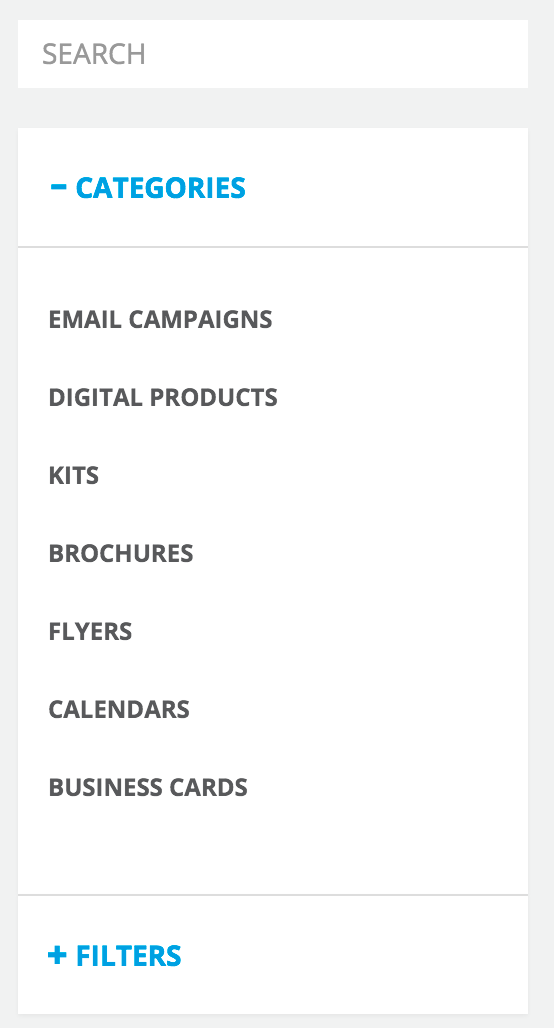 SEARCH
− CATEGORIES
EMAIL CAMPAIGNS
DIGITAL PRODUCTS
KITS
BROCHURES
FLYERS
CALENDARS
BUSINESS CARDS
+ FILTERS